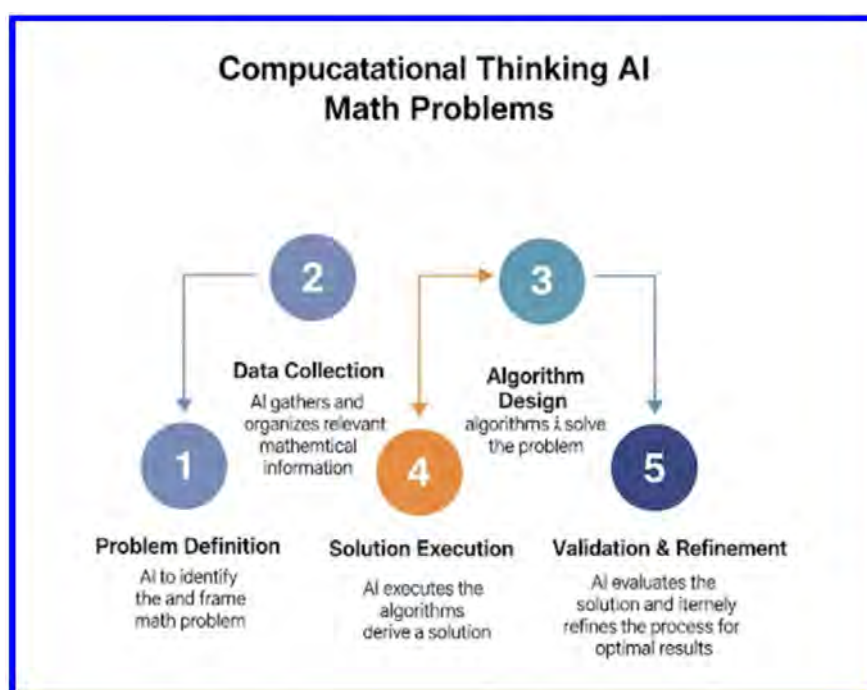 Compucatational Thinking AI
Math Problems
2
3
Data Collection
AI gathers and
organizes relevant
mathemtical
information
Algorithm
Design
algorithms i solve
the problem
1
4
5
Problem Definition
AI to identify
the and frame
math problem
Solution Execution
AI executes the
algorithms
derive a solution
Validation & Refinement
AI evaluates the
solution and iternely
refines the process for
optimal results